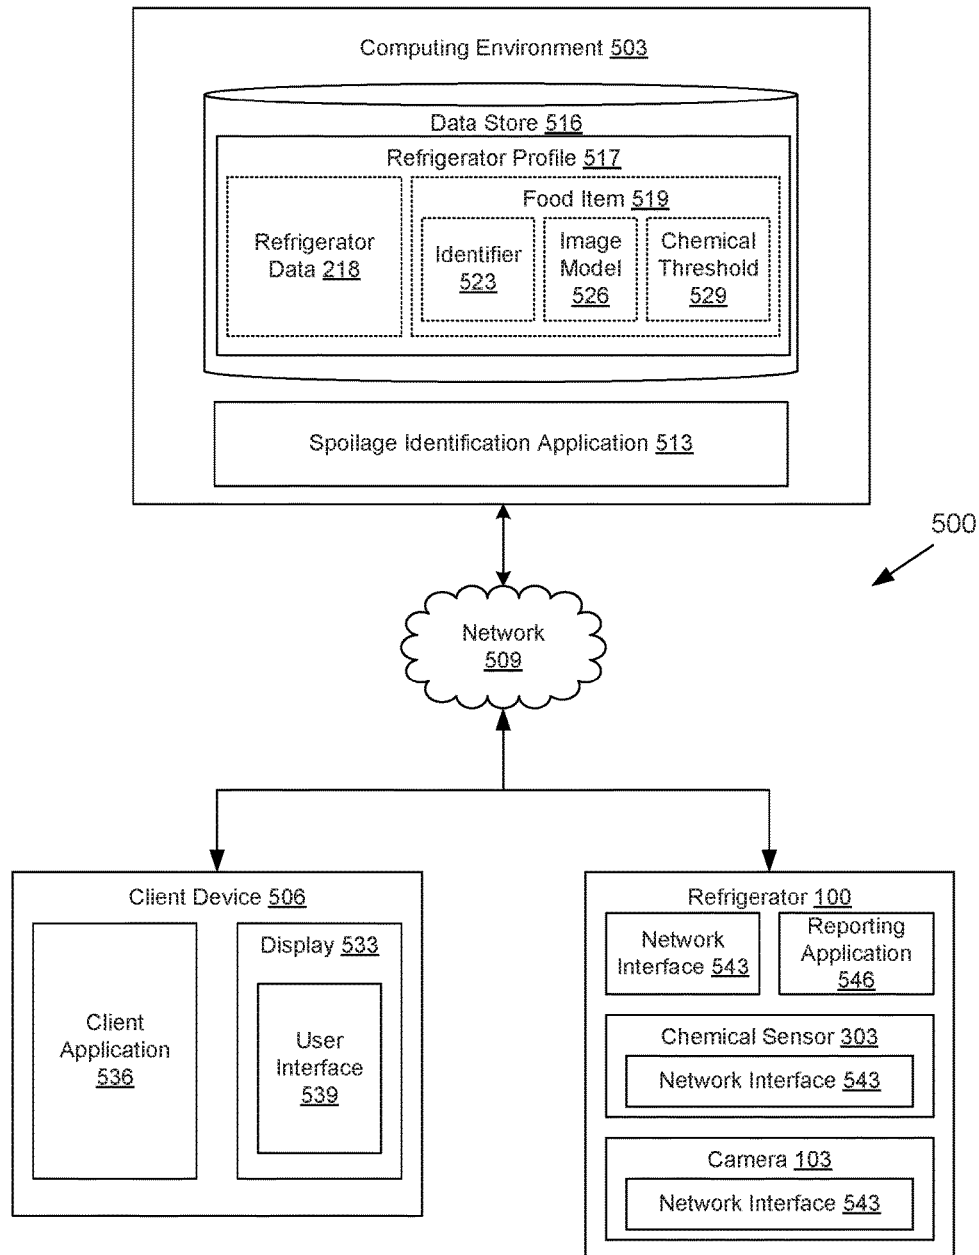 Computing Environment 503
Data Store 516
Refrigerator Profile 517
Refrigerator
Data 218
Food Item 519
Identifier
523
Image
Model
526
Chemical
Threshold
529
Spoilage Identification Application 513
500
Network
509
Client Device 506
Client
Application
536
Display 533
User
Interface
539
Refrigerator 100
Network
Interface 543
Reporting
Application
546
Chemical Sensor 303
Network Interface 543
Camera 103
Network Interface 543